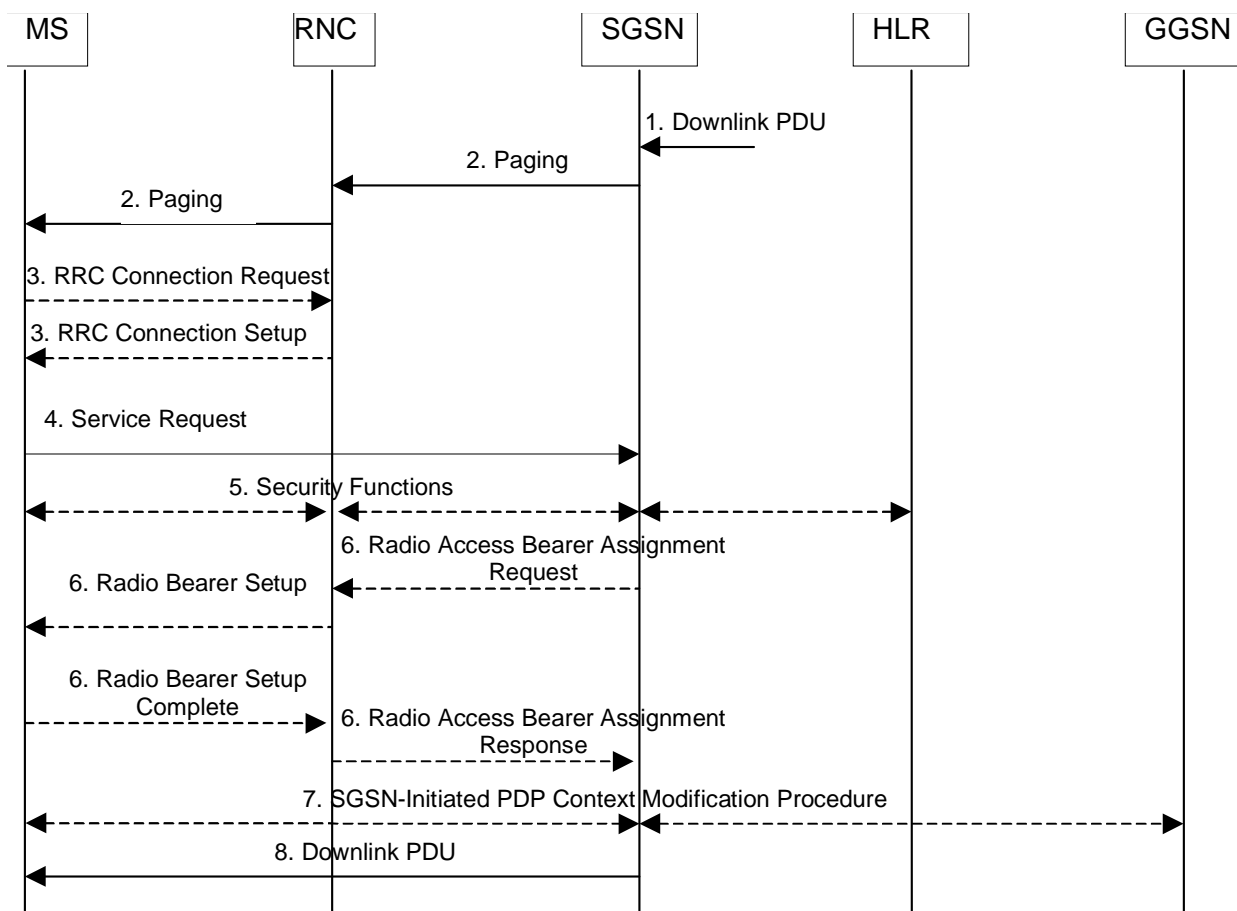 MS
RNC
SGSN
HLR
GGSN
1. Downlink PDU
2. Paging
2. Paging
3. RRC Connection Request
3. RRC Connection Setup
4. Service Request
5. Security Functions
6. Radio Access Bearer Assignment
Request
6. Radio Bearer Setup
6. Radio Bearer Setup
Complete
6. Radio Access Bearer Assignment
Response
7. SGSN-Initiated PDP Context Modification Procedure
8. Downlink PDU